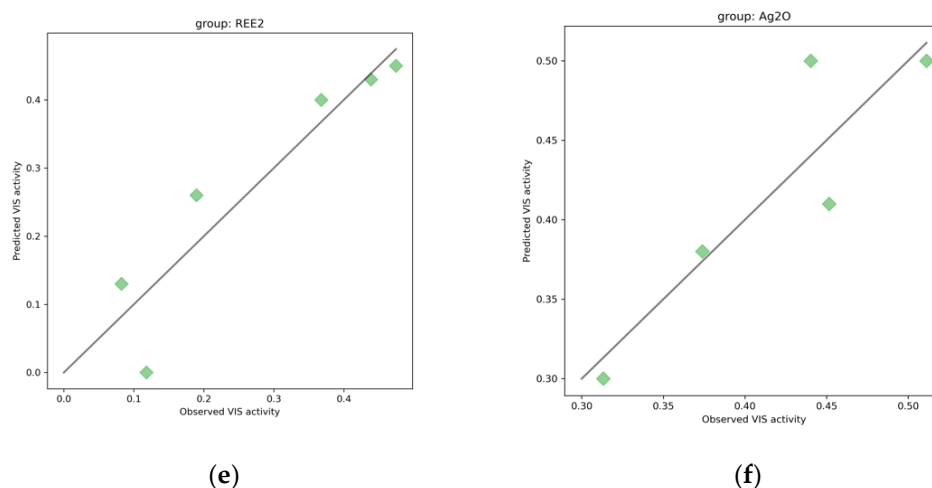 group: REE2
Predicted VIS activity
0.4
0.3
0.2
0.1
0.0
0.0 0.1 0.2 0.3 0.4
Observed VIS activity
(e)
group: Ag2O
Predicted VIS activity
0.50
0.45
0.40
0.35
0.30
0.30 0.35 0.40 0.45 0.50
Observed VIS activity
(f)